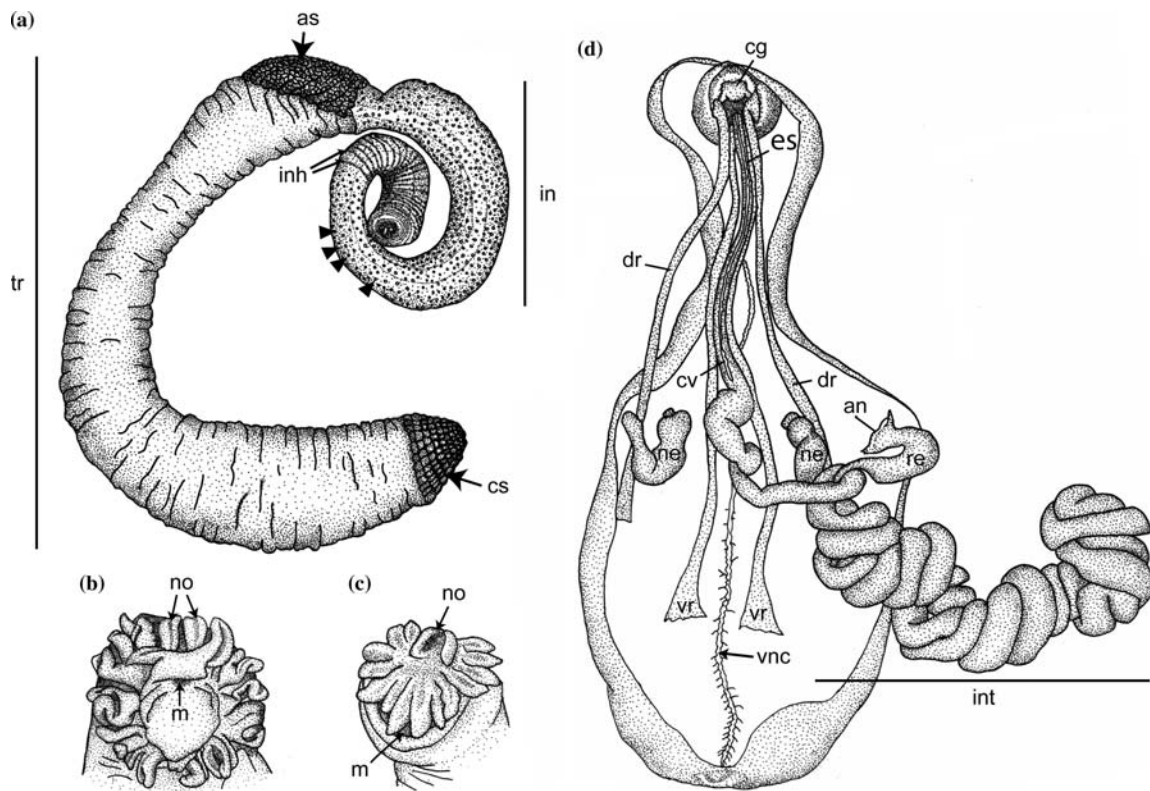 (a)
as
tr
inh
in
cs
(b)
no
m
(c)
no
m
(d)
cg
es
dr
cv
dr
an
ne
ne
re
vr
vr
vnc
int